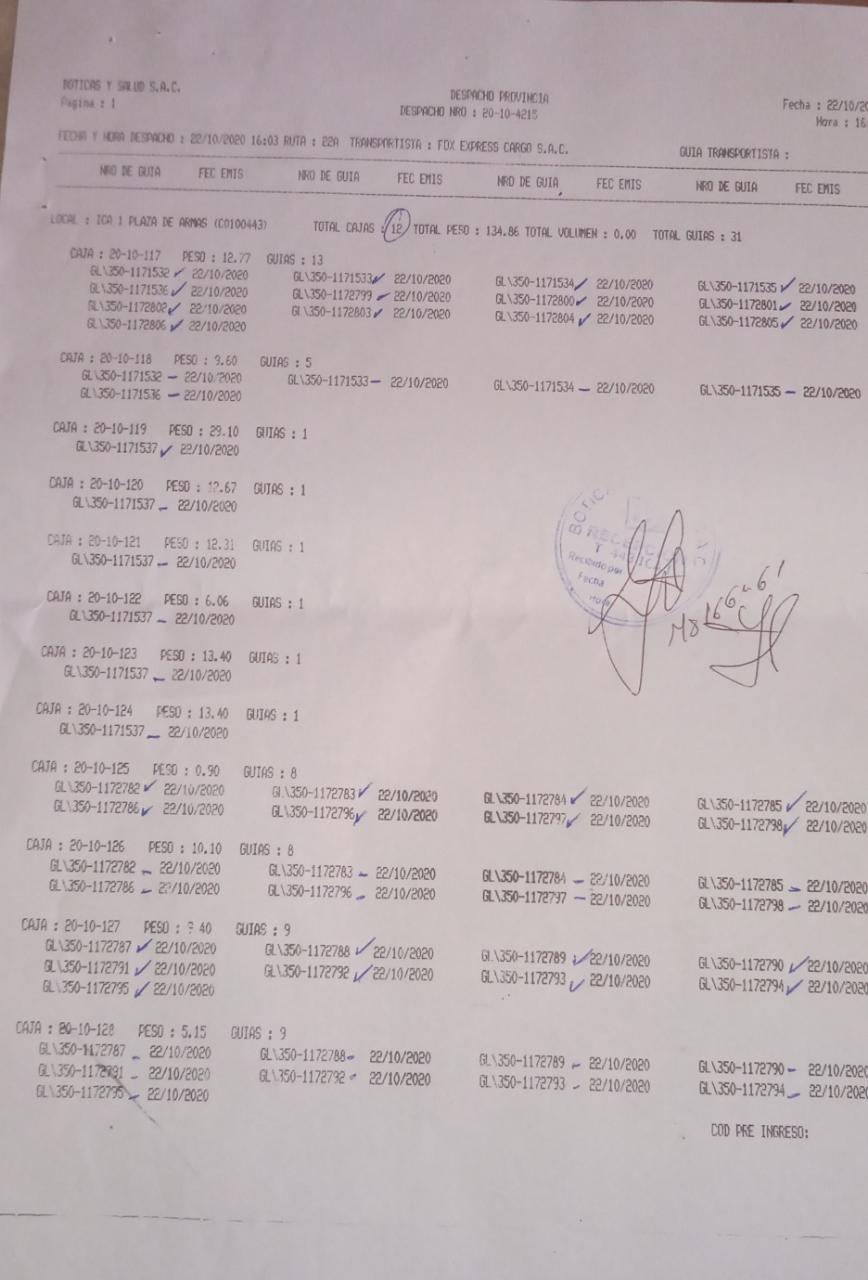 BOTICAS Y SALUD S.A.C.
Pagina : 1
DESPACHO PROVINCIA
DESPACHO NRO : 20-10-4215
Fecha : 22/10/20
Hora : 16:
FECHA Y HORA DESPACHO : 22/10/2020 16:03 RUTA : 22A TRANSPORTISTA : FOX EXPRESS CARGO S.A.C. GUIA TRANSPORTISTA :
NRO DE GUIA FEC EMIS NRO DE GUIA FEC EMIS NRO DE GUIA FEC EMIS NRO DE GUIA FEC EMIS
LOCAL : ICA 1 PLAZA DE ARMAS (C0100443) TOTAL CAJAS : 12 TOTAL PESO : 134.86 TOTAL VOLUMEN : 0.00 TOTAL GUIAS : 31
CAJA : 20-10-117 PESO : 12.77 GUIAS : 13
GL\350-1171532 22/10/2020 GL\350-1171533 22/10/2020 GL\350-1171534 22/10/2020 GL\350-1171535 22/10/2020
GL\350-1171536 22/10/2020 GL\350-1172799 22/10/2020 GL\350-1172800 22/10/2020 GL\350-1172801 22/10/2020
GL\350-1172802 22/10/2020 GL\350-1172803 22/10/2020 GL\350-1172804 22/10/2020 GL\350-1172805 22/10/2020
GL\350-1172806 22/10/2020
CAJA : 20-10-118 PESO : 9.60 GUIAS : 5
GL\350-1171532 22/10/2020 GL\350-1171533 22/10/2020 GL\350-1171534 22/10/2020 GL\350-1171535 22/10/2020
GL\350-1171536 22/10/2020
CAJA : 20-10-119 PESO : 29.10 GUIAS : 1
GL\350-1171537 22/10/2020
CAJA : 20-10-120 PESO : 12.67 GUIAS : 1
GL\350-1171537 22/10/2020
CAJA : 20-10-121 PESO : 12.31 GUIAS : 1
GL\350-1171537 22/10/2020
CAJA : 20-10-122 PESO : 6.06 GUIAS : 1
GL\350-1171537 22/10/2020
Recibido por
Fecha
Hora
CAJA : 20-10-123 PESO : 13.40 GUIAS : 1
GL\350-1171537 22/10/2020
CAJA : 20-10-124 PESO : 13.40 GUIAS : 1
GL\350-1171537 22/10/2020
CAJA : 20-10-125 PESO : 0.90 GUIAS : 8
GL\350-1172782 22/10/2020 GL\350-1172783 22/10/2020 GL\350-1172784 22/10/2020 GL\350-1172785 22/10/2020
GL\350-1172786 22/10/2020 GL\350-1172796 22/10/2020 GL\350-1172797 22/10/2020 GL\350-1172798 22/10/2020
CAJA : 20-10-126 PESO : 10.10 GUIAS : 8
GL\350-1172782 22/10/2020 GL\350-1172783 22/10/2020 GL\350-1172784 22/10/2020 GL\350-1172785 22/10/2020
GL\350-1172786 22/10/2020 GL\350-1172796 22/10/2020 GL\350-1172797 22/10/2020 GL\350-1172798 22/10/2020
CAJA : 20-10-127 PESO : 9.40 GUIAS : 9
GL\350-1172787 22/10/2020 GL\350-1172788 22/10/2020 GL\350-1172789 22/10/2020 GL\350-1172790 22/10/2020
GL\350-1172791 22/10/2020 GL\350-1172792 22/10/2020 GL\350-1172793 22/10/2020 GL\350-1172794 22/10/2020
GL\350-1172795 22/10/2020
CAJA : 20-10-128 PESO : 5.15 GUIAS : 9
GL\350-1172787 22/10/2020 GL\350-1172788 22/10/2020 GL\350-1172789 22/10/2020 GL\350-1172790 22/10/2020
GL\350-1172791 22/10/2020 GL\350-1172792 22/10/2020 GL\350-1172793 22/10/2020 GL\350-1172794 22/10/2020
GL\350-1172795 22/10/2020
COD PRE INGRESO: